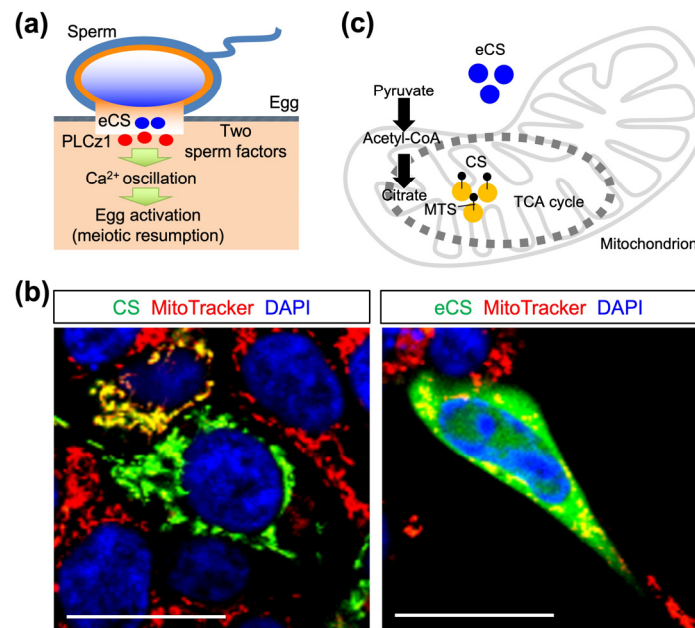 (a)
Sperm
eCS
Egg
PLCz1
Two
sperm factors
Ca²⁺ oscillation
Egg activation
(meiotic resumption)
(c)
eCS
Pyruvate
Acetyl-CoA
CS
Citrate
MTS
TCA cycle
Mitochondrion
(b)
CS MitoTracker DAPI
eCS MitoTracker DAPI